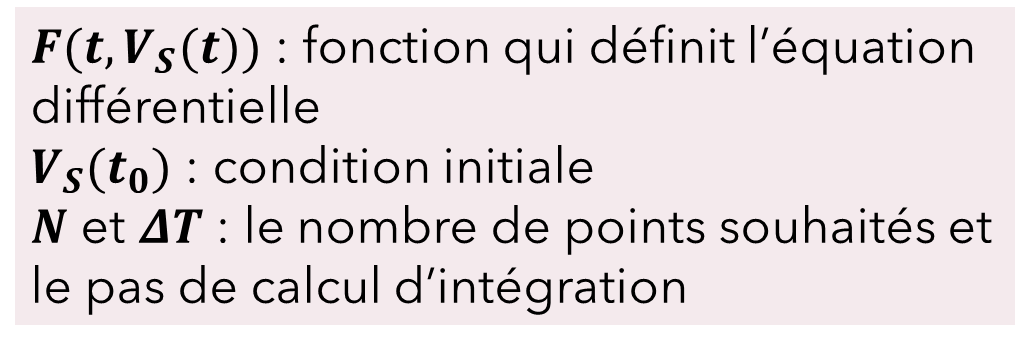 F(t, V_S(t)) : fonction qui définit l’équation
différentielle
V_S(t_0) : condition initiale
N et ΔT : le nombre de points souhaités et
le pas de calcul d’intégration